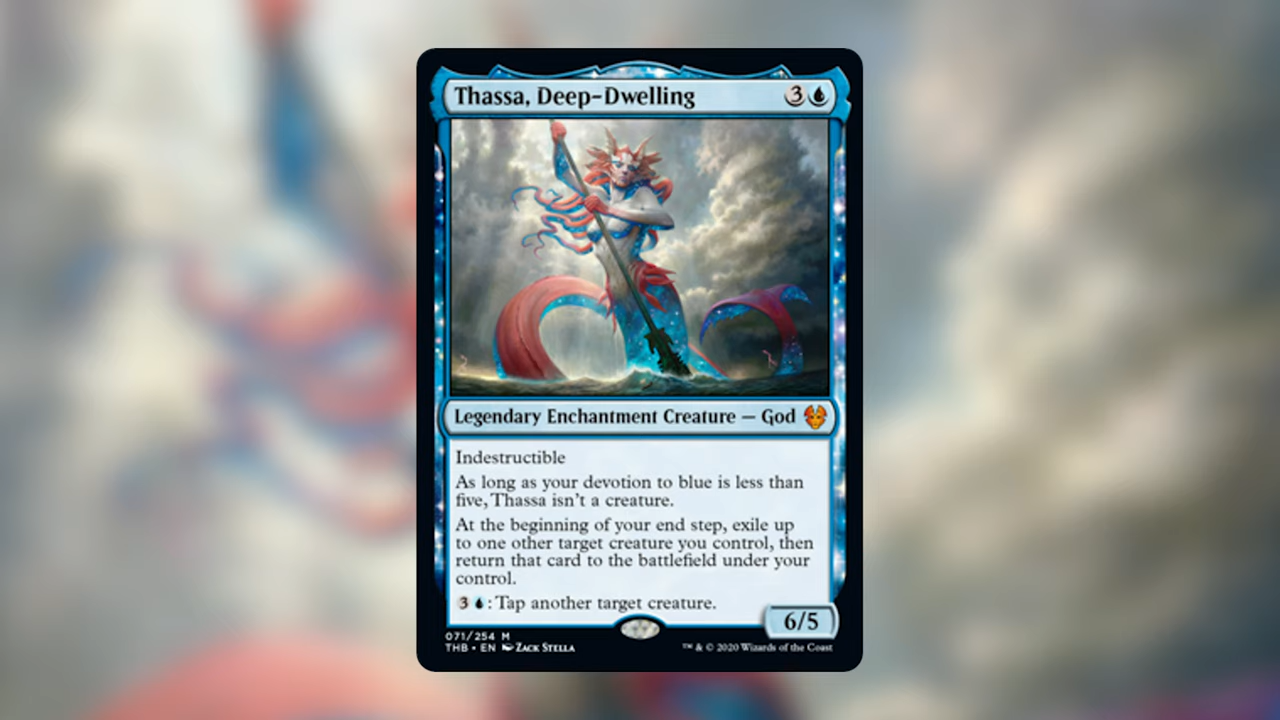 Thassa, Deep-Dwelling 3
Legendary Enchantment Creature — God
Indestructible
As long as your devotion to blue is less than
five, Thassa isn't a creature.
At the beginning of your end step, exile up
to one other target creature you control, then
return that card to the battlefield under your
control.
3 : Tap another target creature.
6/5
071/254 M
THB • EN ZACK STELLA
™ & © 2020 Wizards of the Coast